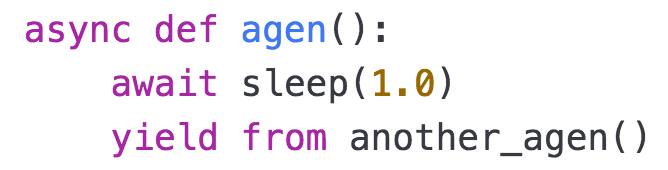 async def agen():
    await sleep(1.0)
    yield from another_agen()